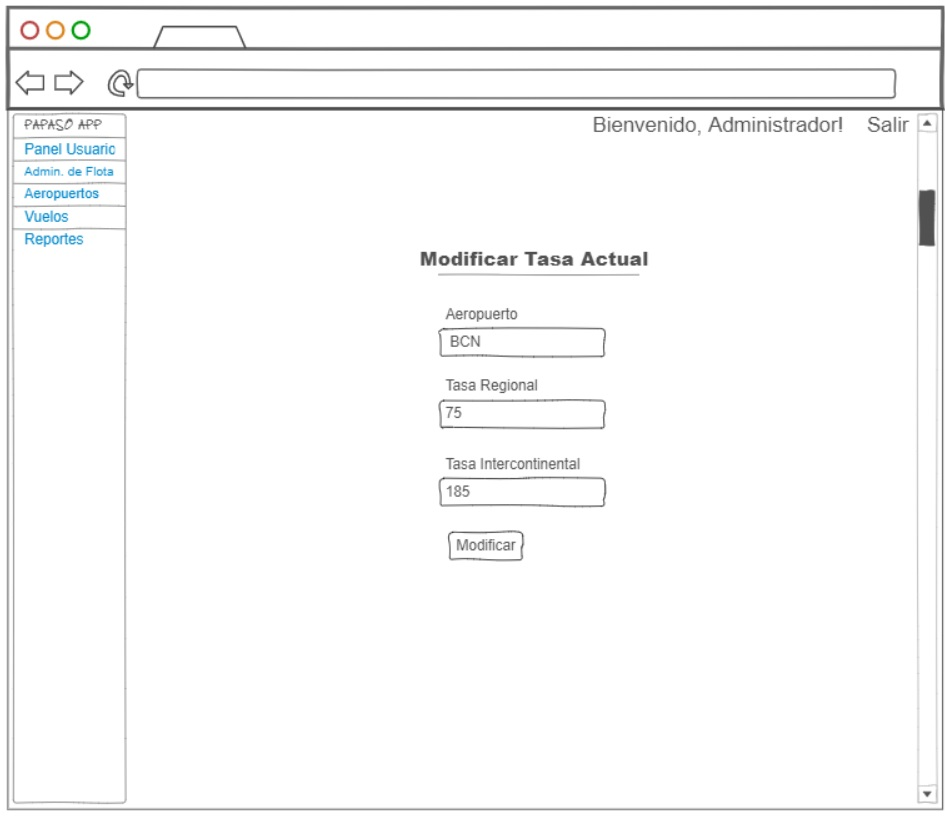 PAPASO APP
Bienvenido, Administrador! Salir
Panel Usuaric
Admin. de Flota
Aeropuertos
Vuelos
Reportes
Modificar Tasa Actual
Aeropuerto
BCN
Tasa Regional
75
Tasa Intercontinental
185
Modificar